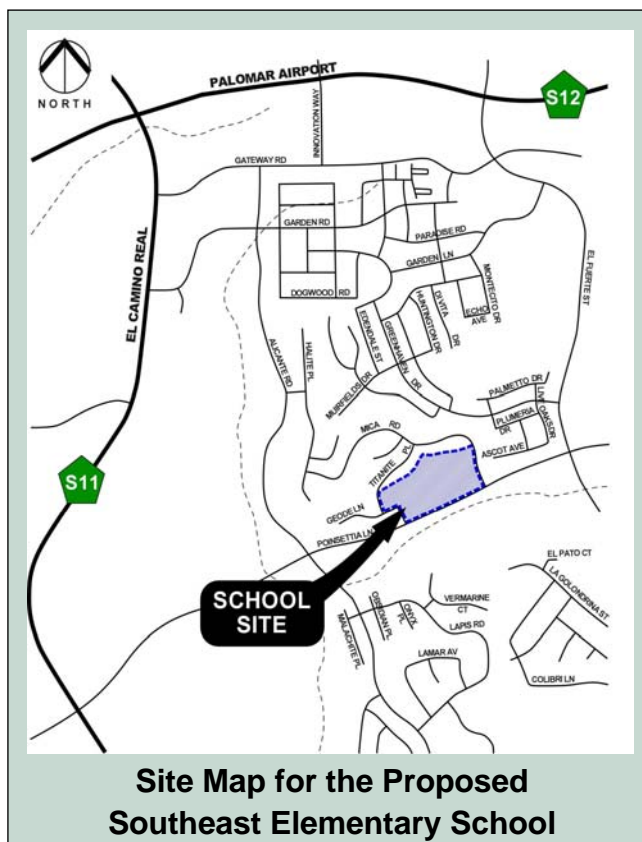 NORTH
PALOMAR AIRPORT
S12
INNOVATION WAY
GATEWAY RD
GARDEN RD
PARADISE RD
GARDEN LN
EL CAMINO REAL
EL FUERTE ST
DOGWOOD RD
MONTECITO DR
ECHO AVE
DI VITA DR
HUNTINGTON DR
GREENHAVEN DR
EDENDALE ST
ALICANTE RD
HALITE PL
MUIRFIELDS DR
PALMETTO DR
LIVE OAKS DR
PLUMERIA DR
MICA RD
TITANITE PL
ASCOT AVE
S11
GEODE LN
POINSETTIA LN
EL PATO CT
LA GOLONDRINA ST
SCHOOL
SITE
OBSIDIAN PL
ONYX PL
VERMARINE
CT
MALACHITE PL
LAPIS RD
LAMAR AV
COLIBRI LN
Site Map for the Proposed
Southeast Elementary School